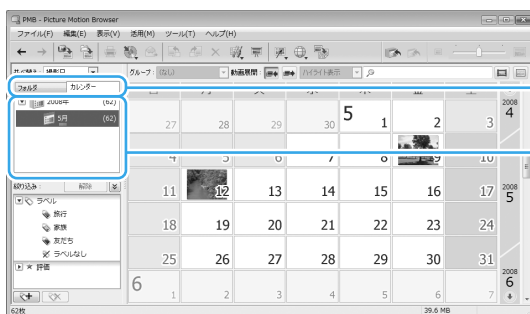 PMB - Picture Motion Browser
ファイル(F) 編集(E) 表示(V) 活用(M) ツール(T) ヘルプ(H)
グループ: (なし) 動画展開: ハイライト表示
フォルダ カレンダー
2008年 (62)
5月 (62)
27 28 29 30 5 1 2 3
2008
4
4 5 6 7 8 9 10
絞り込み: 解除
11 12 13 14 15 16 17
2008
5
ラベル
旅行
家族
友だち
ラベルなし
評価
18 19 20 21 22 23 24
25 26 27 28 29 30 31
6 1 2 3 4 5 6 7
2008
6
62枚 39.6 MB